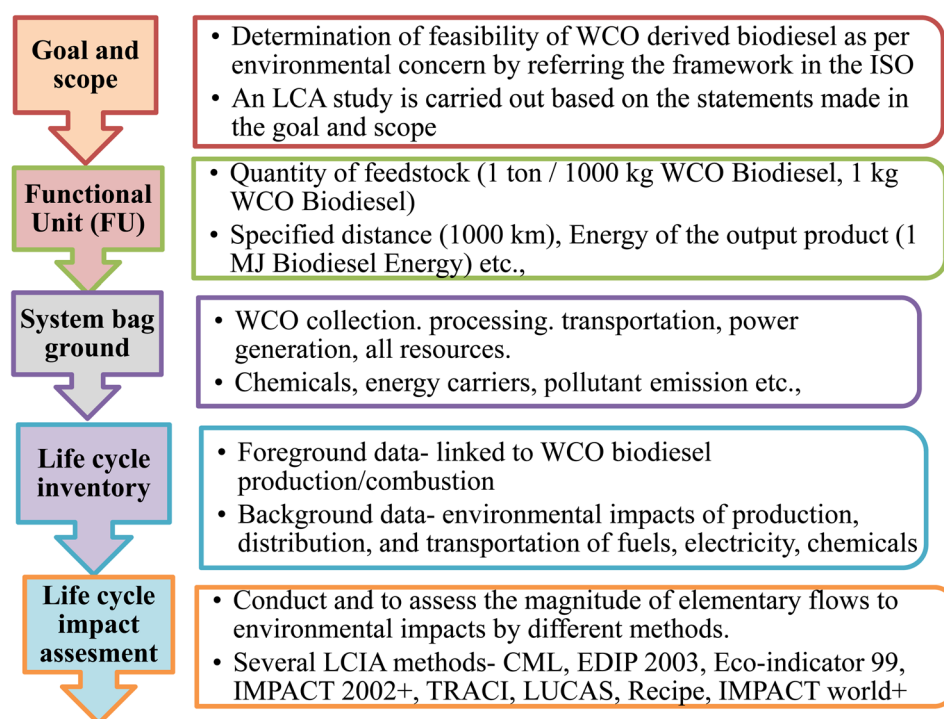 Goal and
scope
• Determination of feasibility of WCO derived biodiesel as per
environmental concern by referring the framework in the ISO
• An LCA study is carried out based on the statements made in
the goal and scope
Functional
Unit (FU)
• Quantity of feedstock (1 ton / 1000 kg WCO Biodiesel, 1 kg
WCO Biodiesel)
• Specified distance (1000 km), Energy of the output product (1
MJ Biodiesel Energy) etc.,
System bag
ground
• WCO collection. processing. transportation, power
generation, all resources.
• Chemicals, energy carriers, pollutant emission etc.,
Life cycle
inventory
• Foreground data- linked to WCO biodiesel
production/combustion
• Background data- environmental impacts of production,
distribution, and transportation of fuels, electricity, chemicals
Life cycle
impact
assesment
• Conduct and to assess the magnitude of elementary flows to
environmental impacts by different methods.
• Several LCIA methods- CML, EDIP 2003, Eco-indicator 99,
IMPACT 2002+, TRACI, LUCAS, Recipe, IMPACT world+